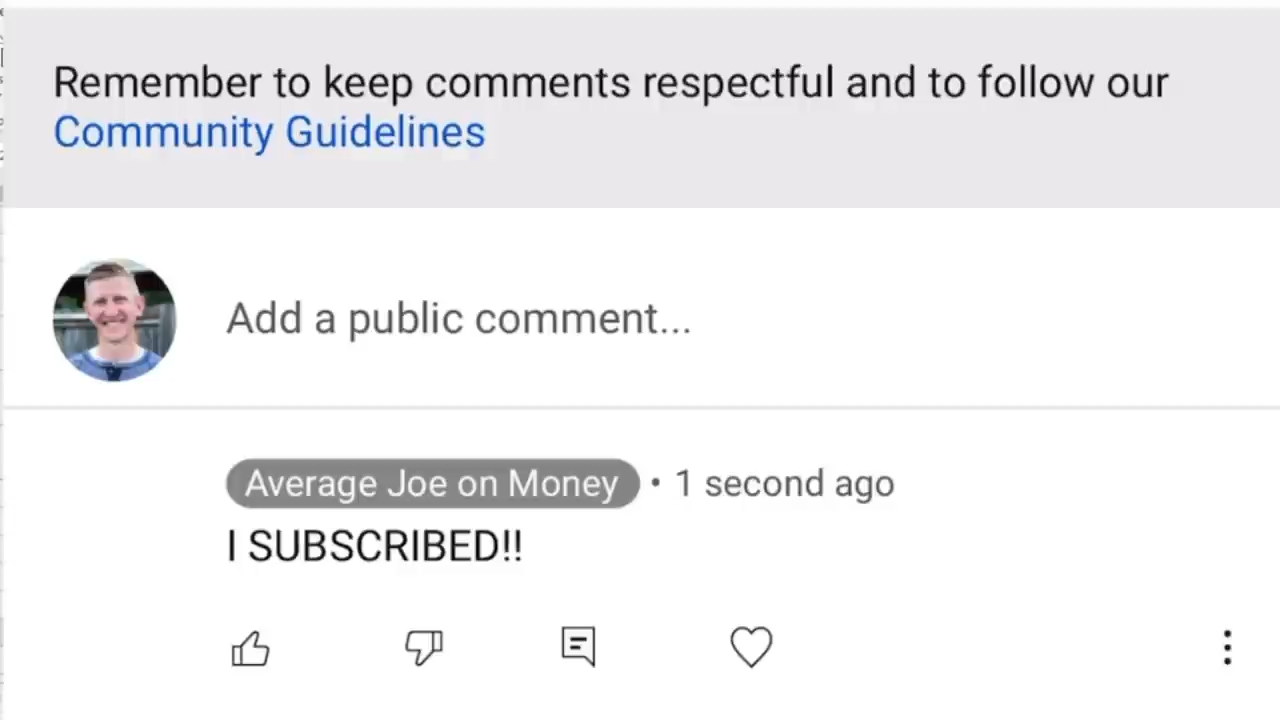 Remember to keep comments respectful and to follow our
Community Guidelines
Add a public comment...
Average Joe on Money • 1 second ago
I SUBSCRIBED!!